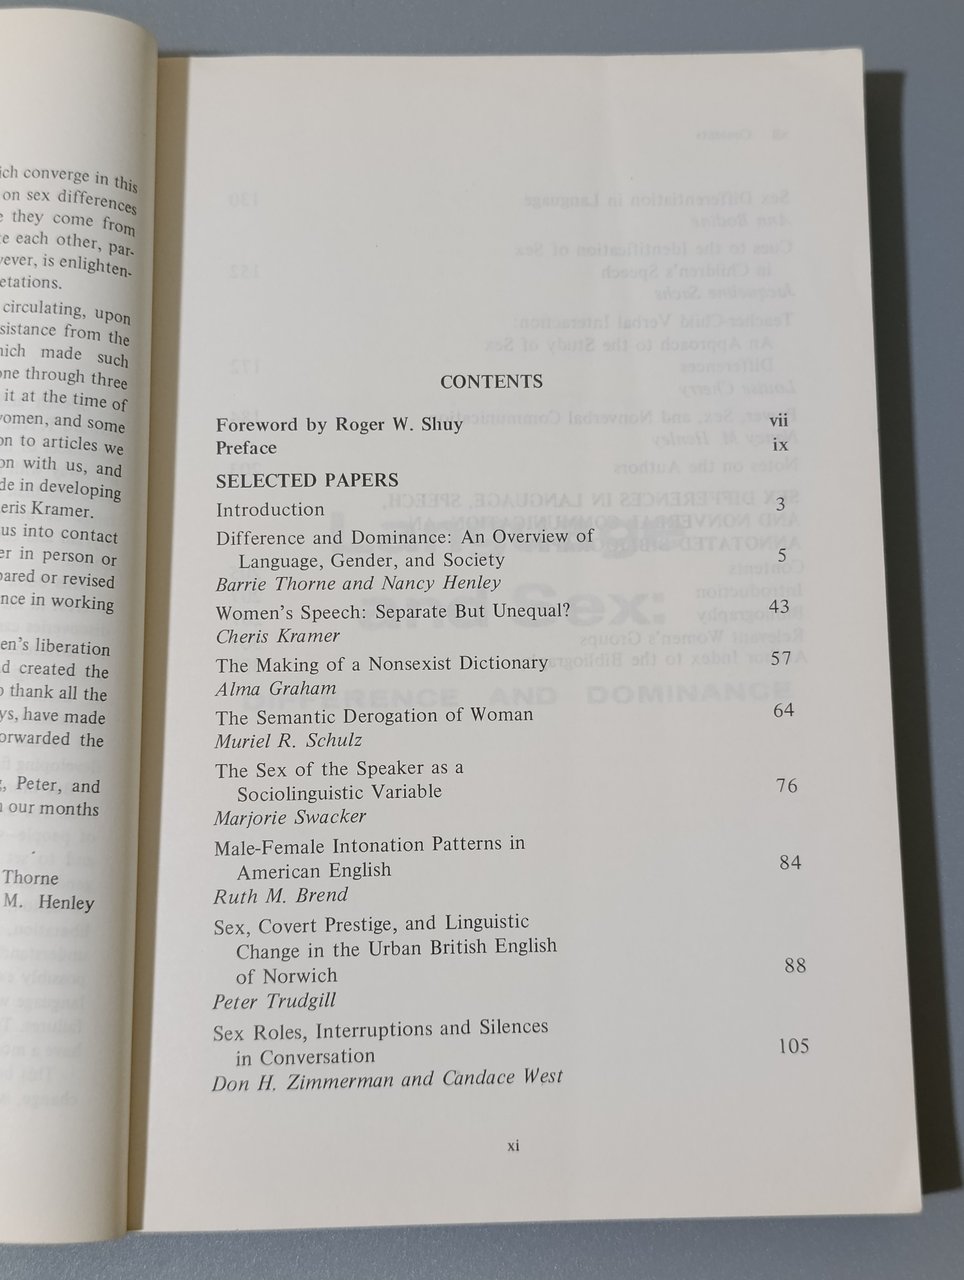 ich converge in this
on sex differences
they come from
e each other, par-
ever, is enlighten-
etations.
circulating, upon
sistance from the
hich made such
one through three
it at the time of
women, and some
on to articles we
on with us, and
de in developing
eris Kramer.
us into contact
er in person or
pared or revised
nce in working
en's liberation
d created the
o thank all the
ys, have made
orwarded the
, Peter, and
n our months
Thorne
M. Henley
CONTENTS
Foreword by Roger W. Shuy vii
Preface ix
SELECTED PAPERS
Introduction 3
Difference and Dominance: An Overview of
Language, Gender, and Society 5
Barrie Thorne and Nancy Henley
Women's Speech: Separate But Unequal? 43
Cheris Kramer
The Making of a Nonsexist Dictionary 57
Alma Graham
The Semantic Derogation of Woman 64
Muriel R. Schulz
The Sex of the Speaker as a
Sociolinguistic Variable 76
Marjorie Swacker
Male-Female Intonation Patterns in
American English 84
Ruth M. Brend
Sex, Covert Prestige, and Linguistic
Change in the Urban British English
of Norwich 88
Peter Trudgill
Sex Roles, Interruptions and Silences
in Conversation 105
Don H. Zimmerman and Candace West
xi